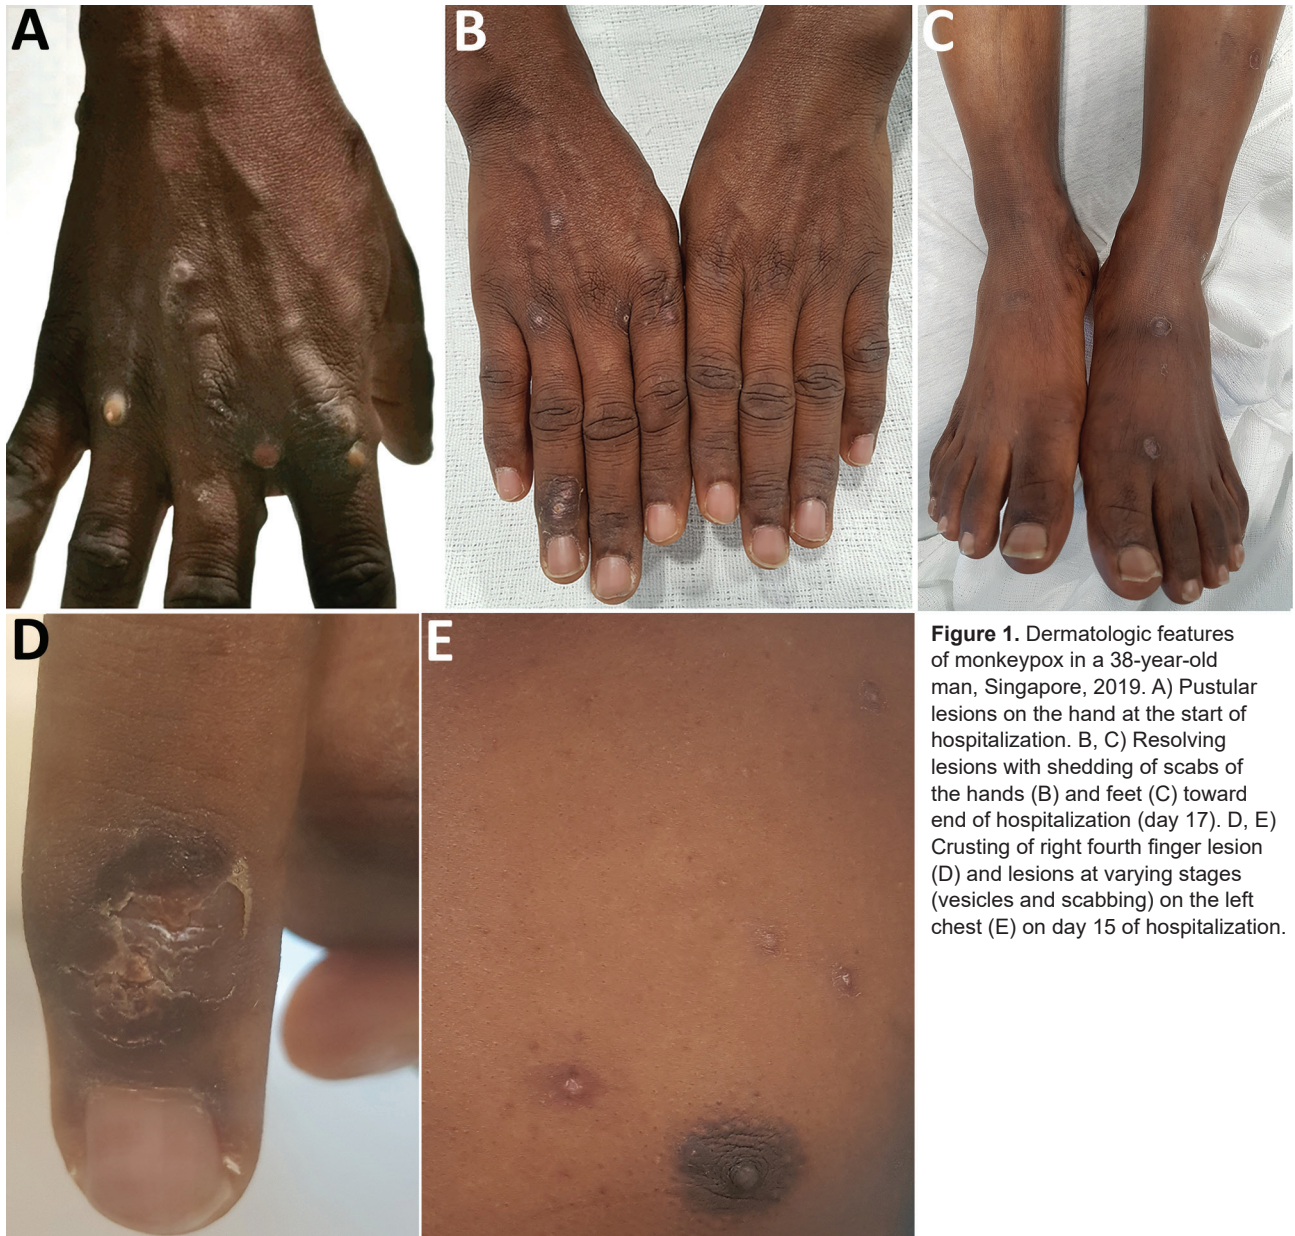 A
B
C
D
E
Figure 1. Dermatologic features
of monkeypox in a 38-year-old
man, Singapore, 2019. A) Pustular
lesions on the hand at the start of
hospitalization. B, C) Resolving
lesions with shedding of scabs of
the hands (B) and feet (C) toward
end of hospitalization (day 17). D, E)
Crusting of right fourth finger lesion
(D) and lesions at varying stages
(vesicles and scabbing) on the left
chest (E) on day 15 of hospitalization.